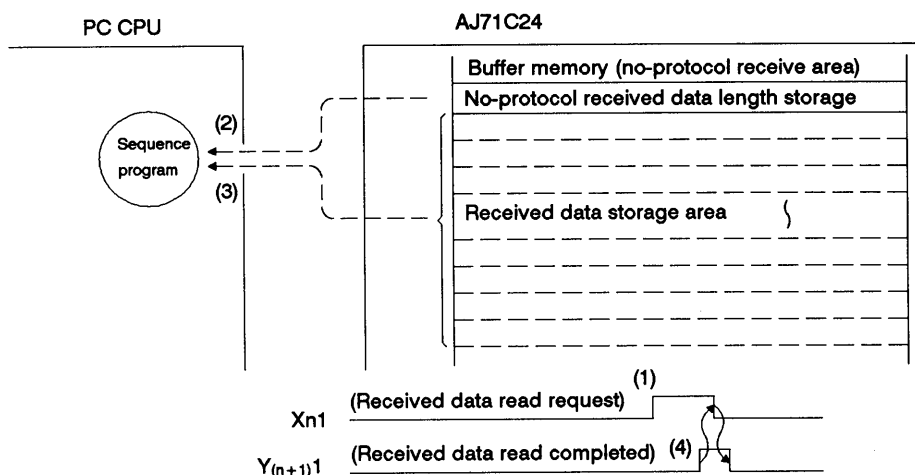 PC CPU
AJ71C24
Buffer memory (no-protocol receive area)
No-protocol received data length storage
(2)
Sequence
program
(3)
Received data storage area
(1)
Xn1
(Received data read request)
Y(n+1)1
(Received data read completed)
(4)